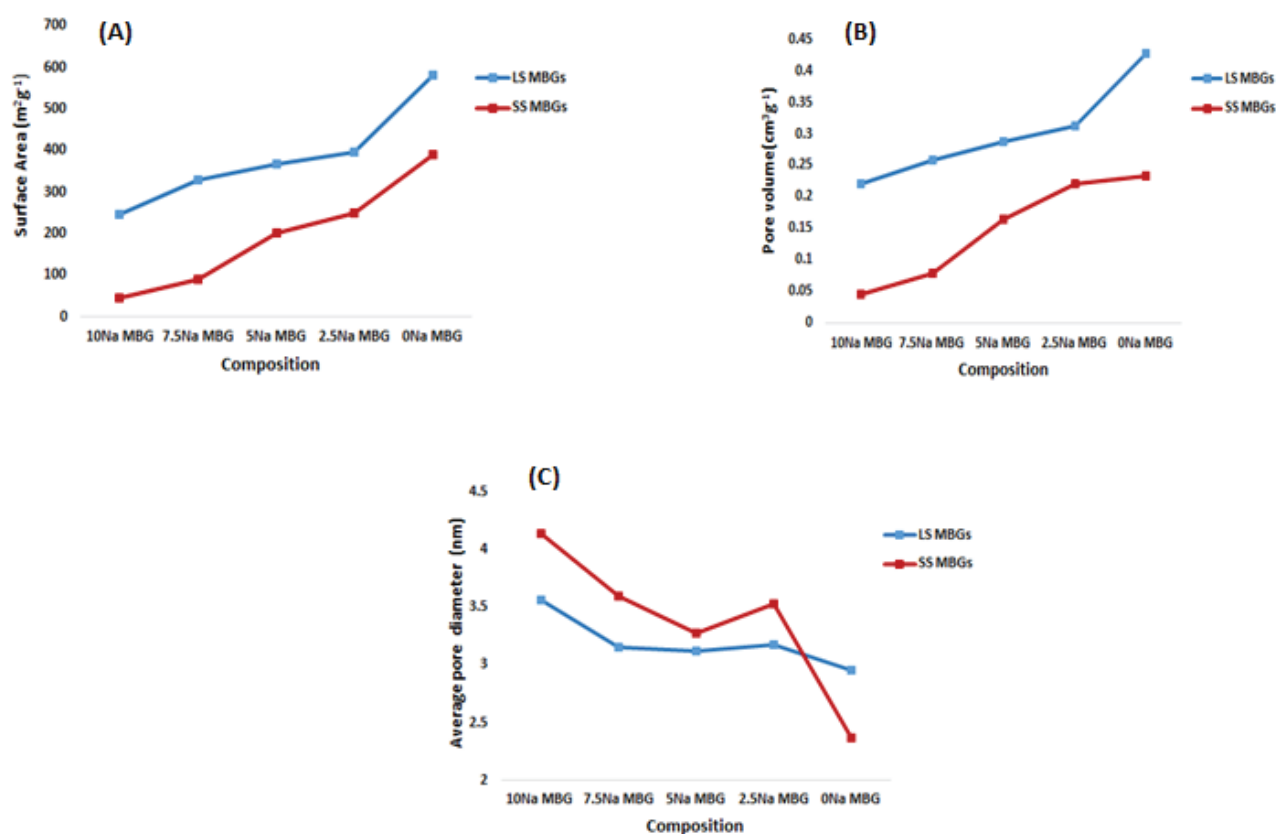 (A)
Surface Area (m²g⁻¹)
700
600
500
400
300
200
100
0
10Na MBG 7.5Na MBG 5Na MBG 2.5Na MBG 0Na MBG
Composition
LS MBGs
SS MBGs
(B)
Pore volume(cm³g⁻¹)
0.45
0.4
0.35
0.3
0.25
0.2
0.15
0.1
0.05
0
10Na MBG 7.5Na MBG 5Na MBG 2.5Na MBG 0Na MBG
Composition
LS MBGs
SS MBGs
(C)
Average pore diameter (nm)
4.5
4
3.5
3
2.5
2
10Na MBG 7.5Na MBG 5Na MBG 2.5Na MBG 0Na MBG
Composition
LS MBGs
SS MBGs